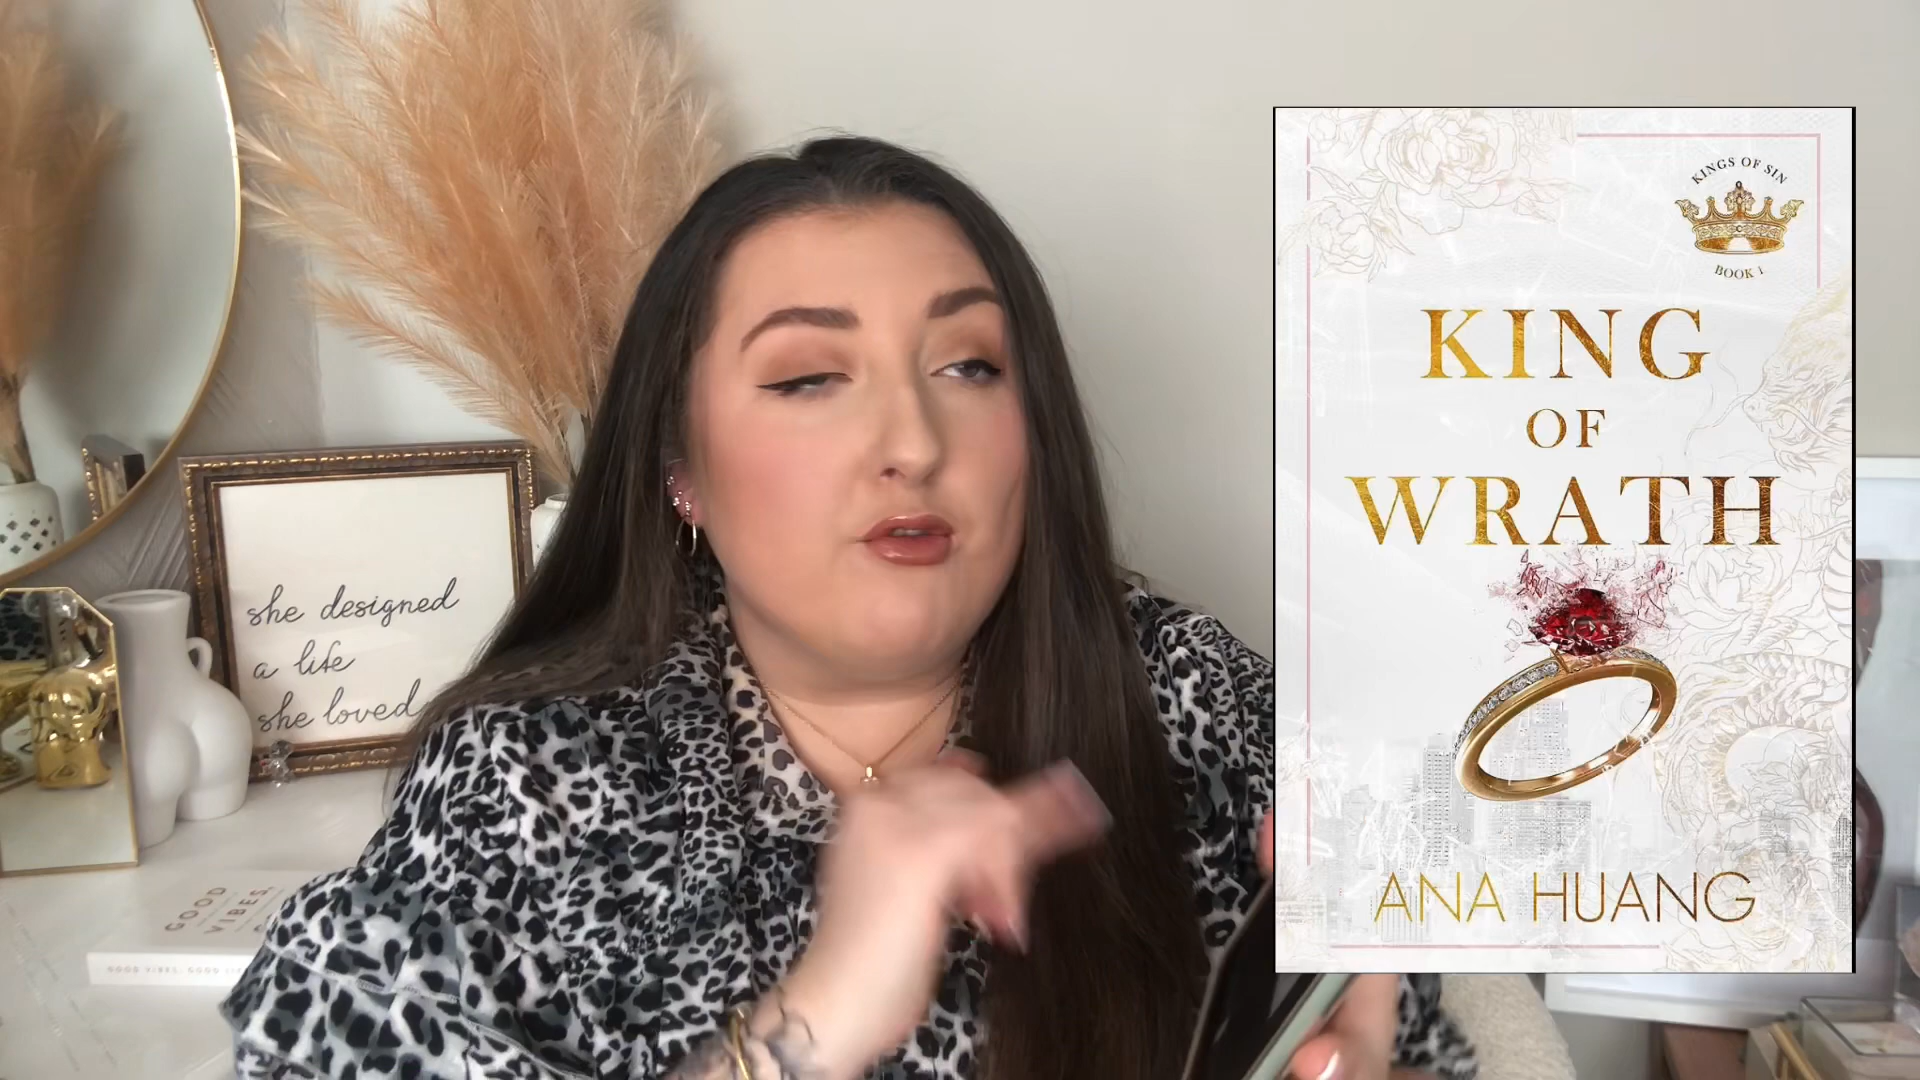 she designed
a life
she loved
GOOD
VIBES
KINGS OF SIN
BOOK 1
KING
OF
WRATH
ANA HUANG